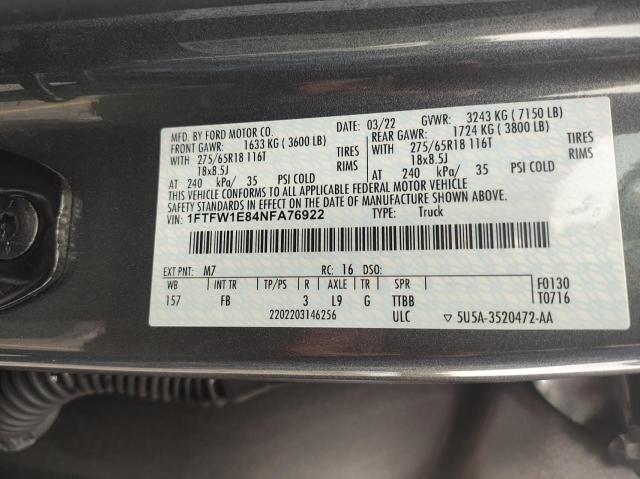 MFD. BY FORD MOTOR CO. DATE: 03/22 GVWR: 3243 KG ( 7150 LB)
FRONT GAWR: 1633 KG ( 3600 LB) REAR GAWR: 1724 KG ( 3800 LB)
WITH 275/65R18 116T TIRES WITH 275/65R18 116T TIRES
18x8.5J RIMS 18x8.5J RIMS
AT 240 kPa/ 35 PSI COLD AT 240 kPa/ 35 PSI COLD
THIS VEHICLE CONFORMS TO ALL APPLICABLE FEDERAL MOTOR VEHICLE
SAFETY STANDARDS IN EFFECT ON THE DATE OF MANUFACTURE SHOWN ABOVE.
VIN: 1FTFW1E84NFA76922 TYPE: Truck
EXT PNT: M7 RC: 16 DSO:
WB INT TR TP/PS R AXLE TR SPR F0130
157 FB 3 L9 G TTBB T0716
2202203146256 ULC 5U5A-3520472-AA